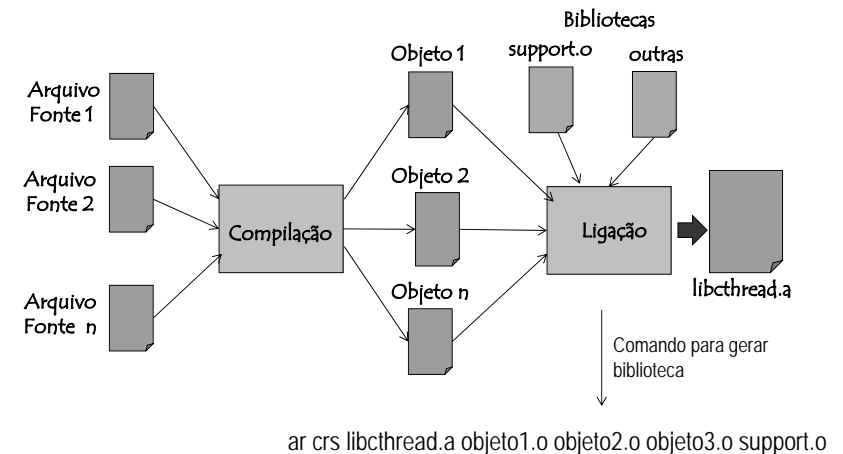 Bibliotecas
support.o
outras
Objeto 1
Arquivo
Fonte 1
Arquivo
Fonte 2
Objeto 2
Compilação
Ligação
libcthread.a
Arquivo
Fonte n
Objeto n
Comando para gerar
biblioteca
ar crs libcthread.a objeto1.o objeto2.o objeto3.o support.o